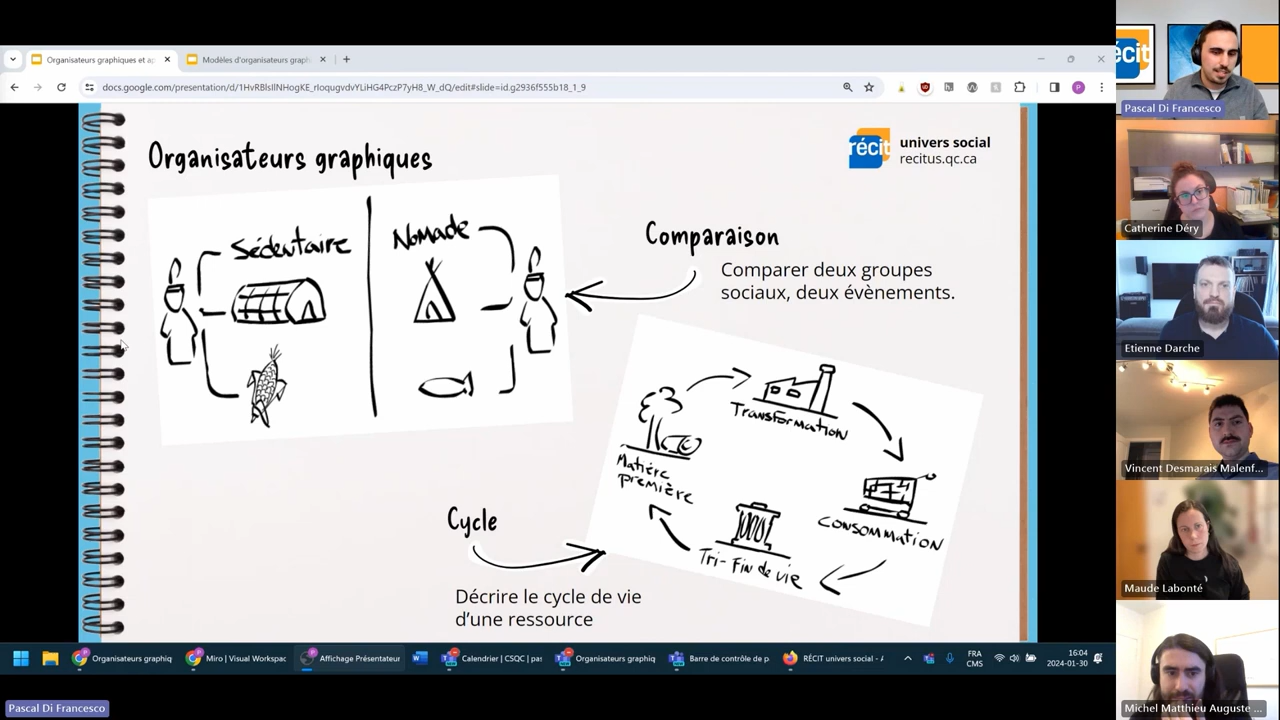 Organisateurs graphiques et ap
Modèles d'organisateurs graph
docs.google.com/presentation/d/1HvRBlsIlNHogKE_rIoqugvdvYLiHG4PczP7yH8_W_dQ/edit#slide=id.g2936f555b18_1_9
P
Organisateurs graphiques
récit
univers social
recitus.qc.ca
Sédentaire
Nomade
Comparaison
Comparer deux groupes
sociaux, deux évènements.
Transformation
Matière
première
Consommation
Tri-Fin de vie
Cycle
Décrire le cycle de vie
d'une ressource
Organisateurs graphiq
Miro | Visual Workspac
Affichage Présentateur
Calendrier | CSQC | pas
Organisateurs graphiq
Barre de contrôle de p
RÉCIT univers social - A
FRA
CMS
16:04
2024-01-30
Pascal Di Francesco
écit
Pascal Di Francesco
Catherine Déry
Etienne Darche
Vincent Desmarais Malenf...
Maude Labonté
Michel Matthieu Auguste ...